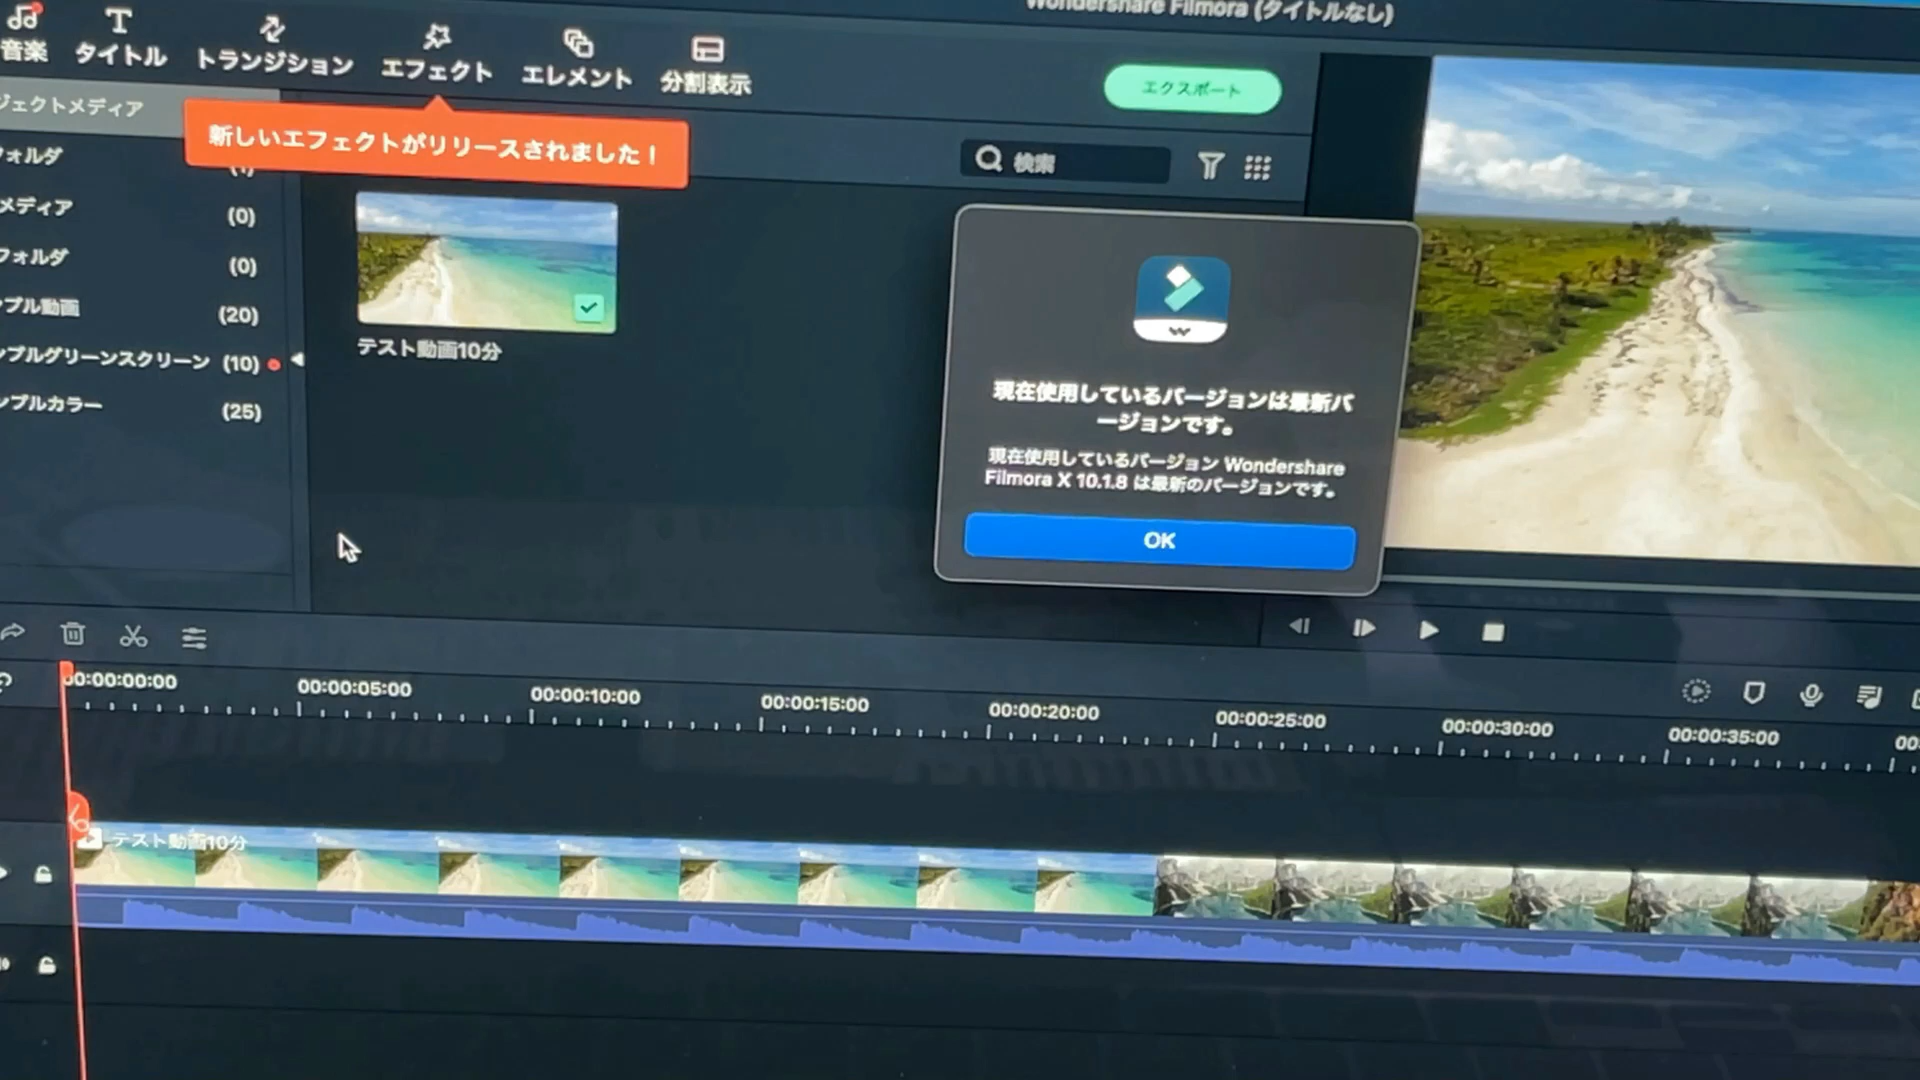 Wondershare Filmora (タイトルなし)
音楽
タイトル
トランジション
エフェクト
エレメント
分割表示
エクスポート
ジェクトメディア
新しいエフェクトがリリースされました！
検索
フォルダ
(1)
メディア
(0)
フォルダ
(0)
プル動画
(20)
ンプルグリーンスクリーン
(10)
ンプルカラー
(25)
テスト動画10分
現在使用しているバージョンは最新バ
ージョンです。
現在使用しているバージョン Wondershare
Filmora X 10.1.8 は最新のバージョンです。
OK
00:00:00:00
00:00:05:00
00:00:10:00
00:00:15:00
00:00:20:00
00:00:25:00
00:00:30:00
00:00:35:00
00:
テスト動画10分